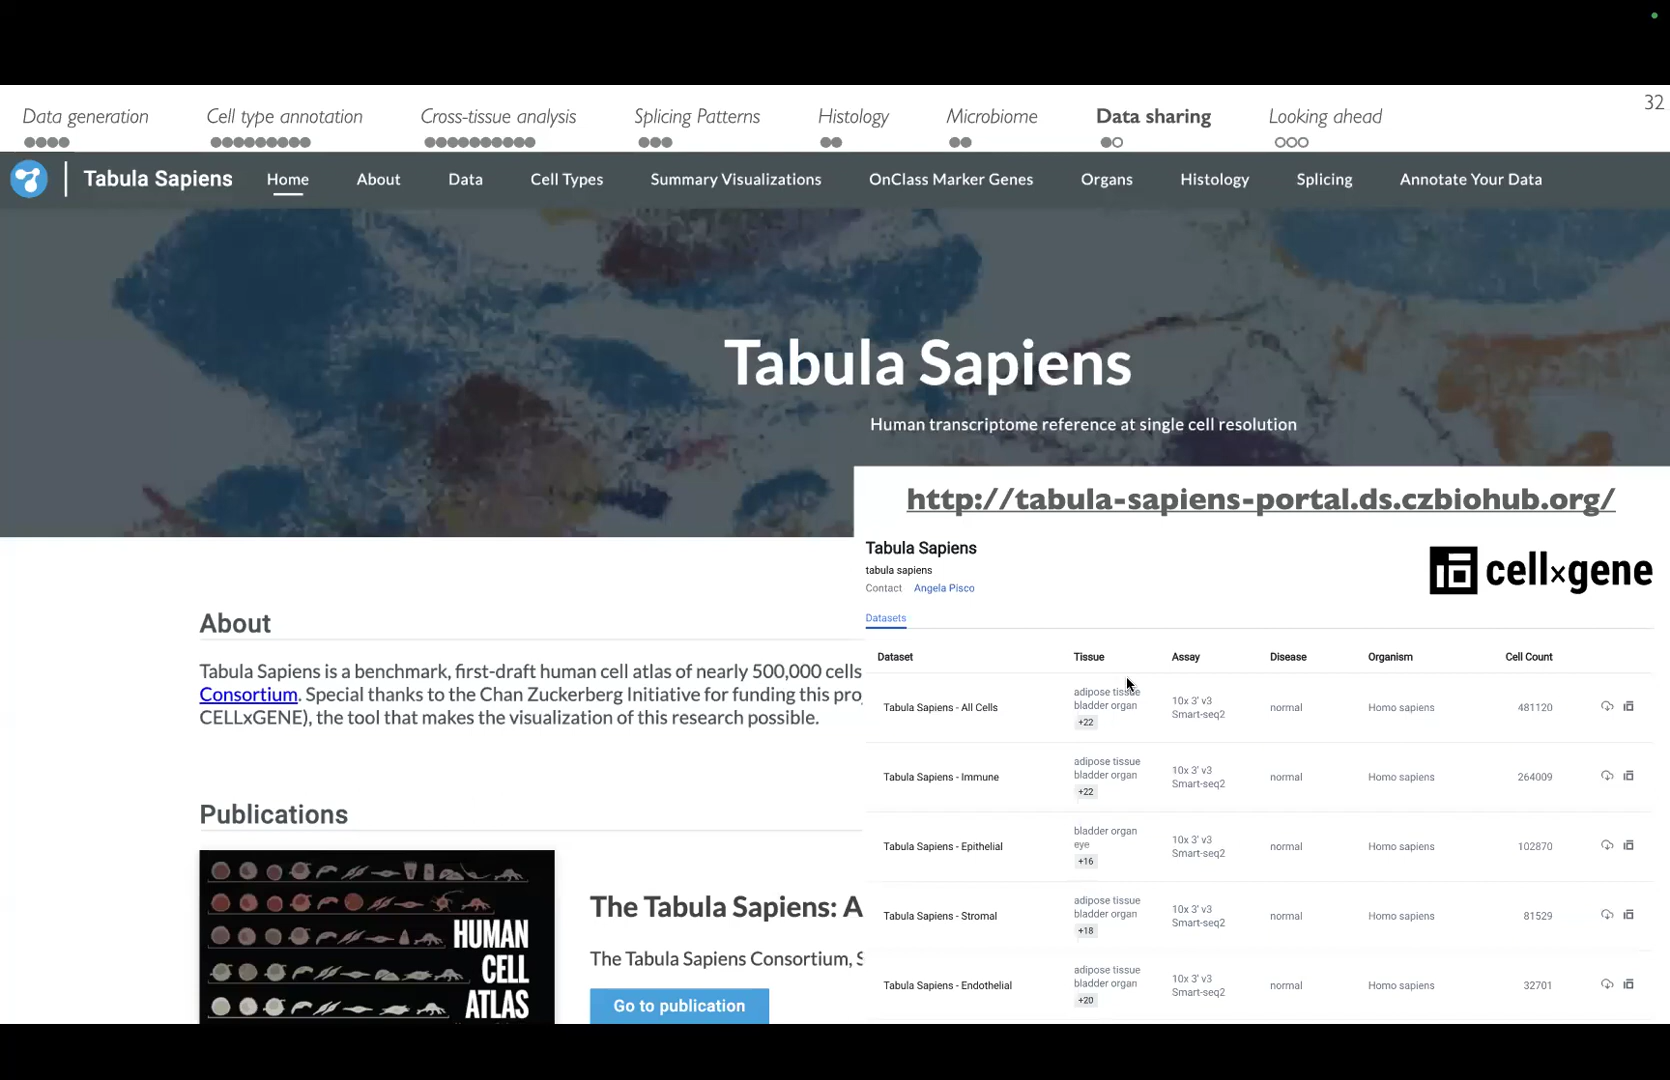 32
Data generation Cell type annotation Cross-tissue analysis Splicing Patterns Histology Microbiome Data sharing Looking ahead
Tabula Sapiens Home About Data Cell Types Summary Visualizations OnClass Marker Genes Organs Histology Splicing Annotate Your Data
Tabula Sapiens
Human transcriptome reference at single cell resolution
http://tabula-sapiens-portal.ds.czbiohub.org/
About
Tabula Sapiens is a benchmark, first-draft human cell atlas of nearly 500,000 cells
Consortium. Special thanks to the Chan Zuckerberg Initiative for funding this pro
CELLxGENE), the tool that makes the visualization of this research possible.
Publications
HUMAN
CELL
ATLAS
The Tabula Sapiens: A
The Tabula Sapiens Consortium, S
Go to publication
Tabula Sapiens
tabula sapiens
Contact Angela Pisco
cell×gene
Datasets
Dataset Tissue Assay Disease Organism Cell Count
adipose tissue
bladder organ
+22
10x 3' v3
Smart-seq2
Tabula Sapiens - All Cells normal Homo sapiens 481120
adipose tissue
bladder organ
+22
10x 3' v3
Smart-seq2
Tabula Sapiens - Immune normal Homo sapiens 264009
bladder organ
eye
+16
10x 3' v3
Smart-seq2
Tabula Sapiens - Epithelial normal Homo sapiens 102870
adipose tissue
bladder organ
+18
10x 3' v3
Smart-seq2
Tabula Sapiens - Stromal normal Homo sapiens 81529
adipose tissue
bladder organ
+20
10x 3' v3
Smart-seq2
Tabula Sapiens - Endothelial normal Homo sapiens 32701